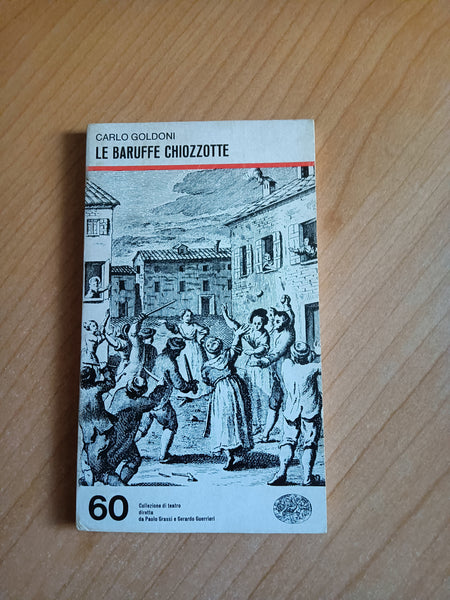 CARLO GOLDONI
LE BARUFFE CHIOZZOTTE
60
Collezione di teatro
diretta
da Paolo Grassi e Gerardo Guerrieri